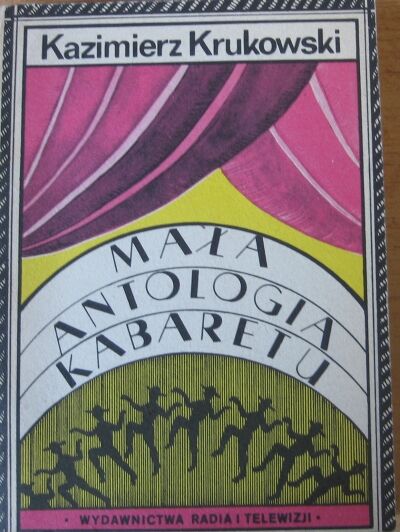 Kazimierz Krukowski
MAŁA
ANTOLOGIA
KABARETU
• WYDAWNICTWA RADIA I TELEWIZJI •